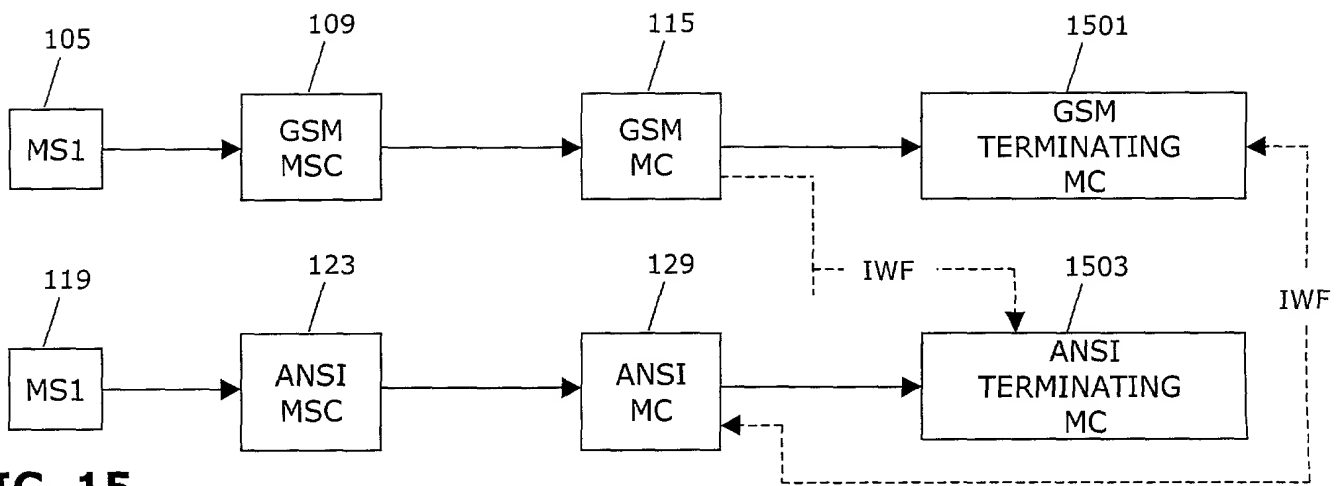 105
109
115
1501
MS1
GSM
MSC
GSM
MC
GSM
TERMINATING
MC
119
123
129
IWF
1503
IWF
MS1
ANSI
MSC
ANSI
MC
ANSI
TERMINATING
MC
15